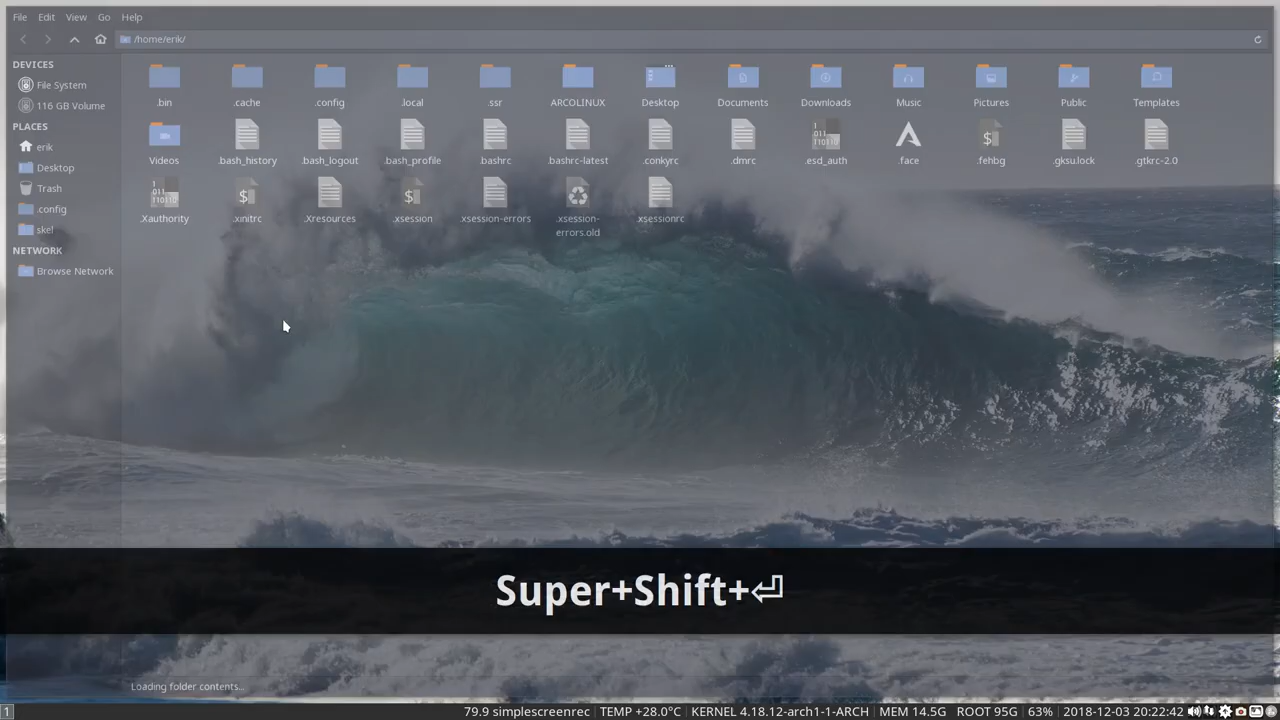 File Edit View Go Help
/home/erik/
DEVICES
File System
116 GB Volume
PLACES
erik
Desktop
Trash
.config
skel
NETWORK
Browse Network
.bin .cache .config .local .ssr ARCOLINUX Desktop Documents Downloads Music Pictures Public Templates
Videos .bash_history .bash_logout .bash_profile .bashrc .bashrc-latest .conkyrc .dmrc .esd_auth .face .fehbg .gksu.lock .gtkrc-2.0
.Xauthority .xinitrc .Xresources .xsession .xsession-errors .xsession-errors.old .xsessionrc
Super+Shift+⏎
Loading folder contents...
1 79.9 simplescreenrec TEMP +28.0°C KERNEL 4.18.12-arch1-1-ARCH MEM 14.5G ROOT 95G 63% 2018-12-03 20:22:42